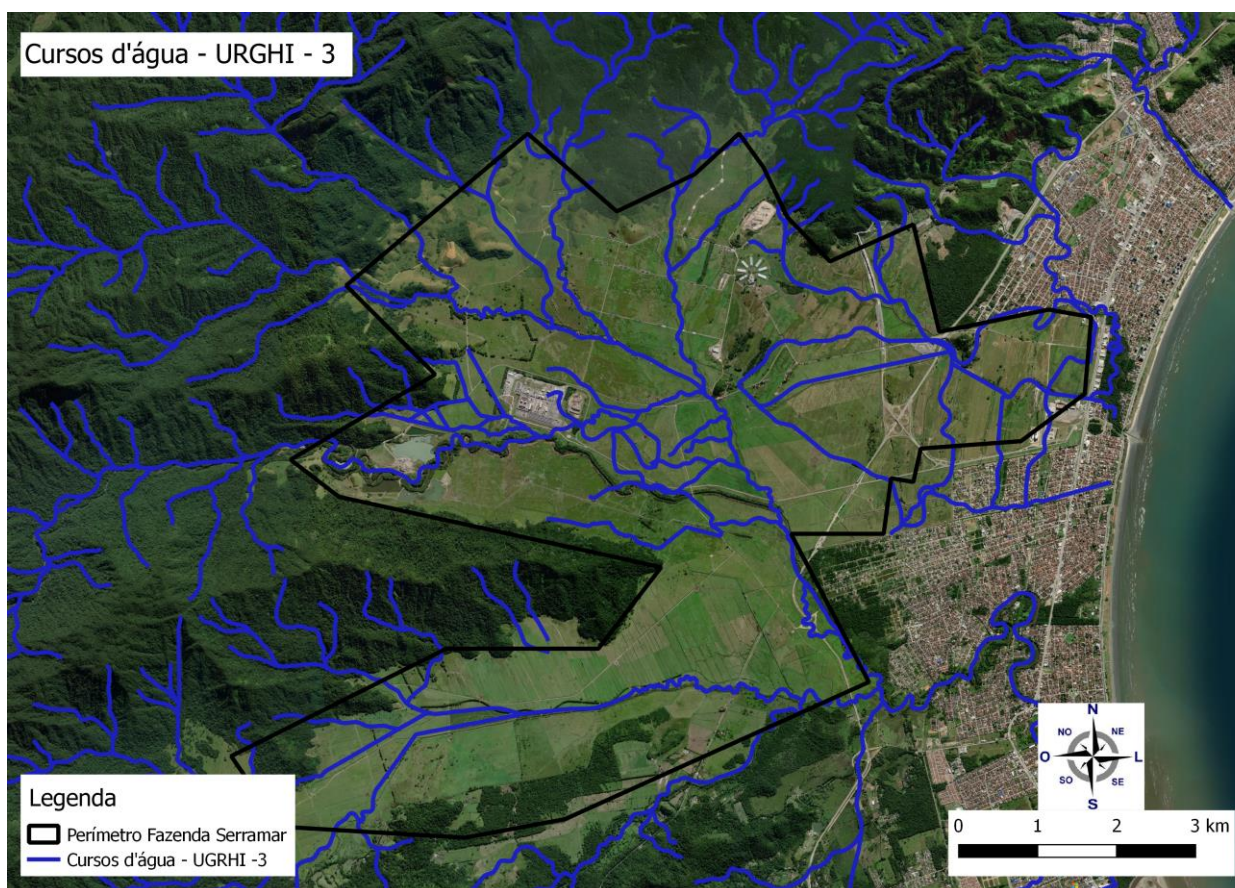 Cursos d'água - URGHI - 3
N
NO NE
O L
SO SE
S
Legenda
Perímetro Fazenda Serramar
Cursos d'água - UGRHI -3
0 1 2 3 km